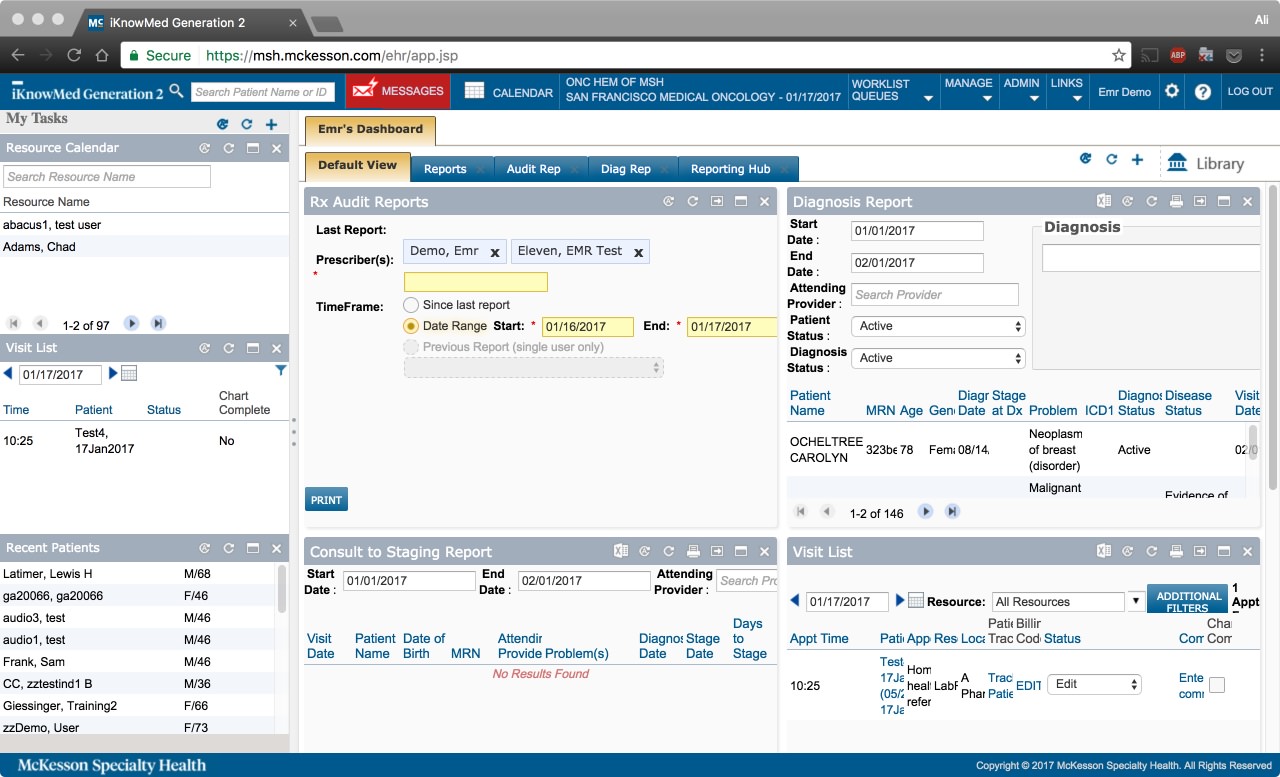 iKnowMed Generation 2
Ali
Secure https://msh.mckesson.com/ehr/app.jsp
ABP
iKnowMed Generation 2
Search Patient Name or ID
MESSAGES
CALENDAR
ONC HEM OF MSH
SAN FRANCISCO MEDICAL ONCOLOGY - 01/17/2017
WORKLIST
QUEUES
MANAGE
ADMIN
LINKS
Emr Demo
LOG OUT
My Tasks
Resource Calendar
Search Resource Name
Resource Name
abacus1, test user
Adams, Chad
1-2 of 97
Visit List
01/17/2017
Time Patient Status Chart Complete
10:25 Test4, 17Jan2017 No
Recent Patients
Latimer, Lewis H M/68
ga20066, ga20066 F/46
audio3, test M/46
audio1, test M/46
Frank, Sam M/46
CC, zztestind1 B M/36
Giessinger, Training2 F/66
zzDemo, User F/73
Emr's Dashboard
Default View Reports Audit Rep Diag Rep Reporting Hub
Library
Rx Audit Reports
Last Report:
Prescriber(s): Demo, Emr x Eleven, EMR Test x
*
TimeFrame: Since last report
Date Range Start: * 01/16/2017 End: * 01/17/2017
Previous Report (single user only)
PRINT
Diagnosis Report
Start Date : 01/01/2017
End Date : 02/01/2017
Attending Provider : Search Provider
Patient Status : Active
Diagnosis Status : Active
Diagnosis
Patient Name MRN Age Gen Diagr Date Stage at Dx Problem ICD1 Diagnos Status Disease Status Visit Date
OCHELTREE CAROLYN 323be 78 Fema 08/14/ Neoplasm of breast (disorder) Active 02/0
Malignant Evidence of
1-2 of 146
Consult to Staging Report
Start Date : 01/01/2017 End Date : 02/01/2017 Attending Provider : Search Pro
Visit Date Patient Name Date of Birth MRN Attendir Provide Problem(s) Diagnos Date Stage Date Days to Stage
No Results Found
Visit List
01/17/2017 Resource: All Resources ADDITIONAL FILTERS 1 Appt
Appt Time Patie App Res Loca Patie Trac Billin Code Status Com Cha Com
10:25 Test 17Ja (05/2 17Ja Hom healt refer LabF A Phar Trac Patie EDIT Edit Ente comm
McKesson Specialty Health
Copyright © 2017 McKesson Specialty Health. All Rights Reserved